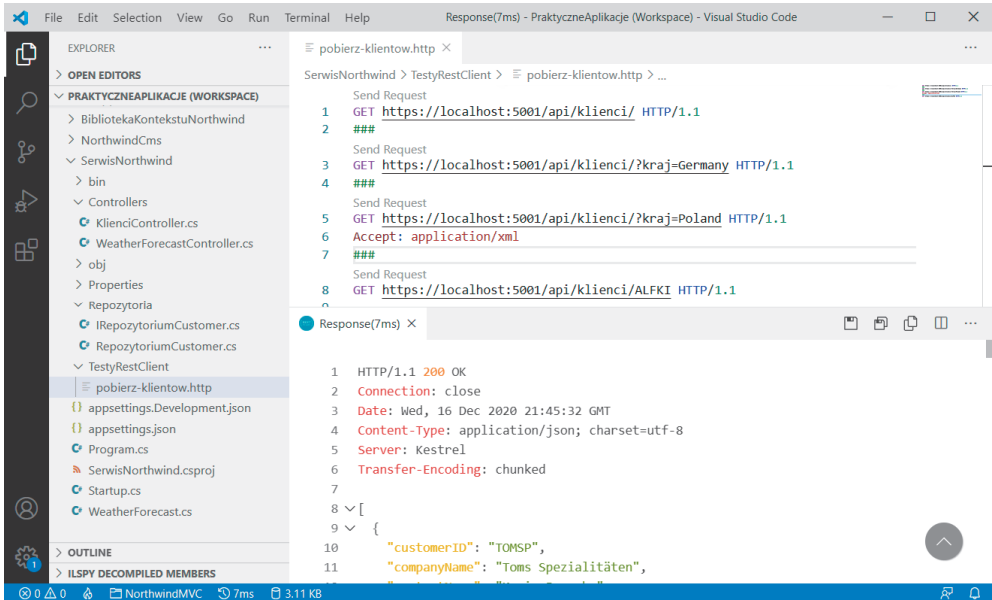 File Edit Selection View Go Run Terminal Help Response(7ms) - PraktyczneAplikacje (Workspace) - Visual Studio Code
EXPLORER ···
OPEN EDITORS
PRAKTYCZNEAPLIKACJE (WORKSPACE)
BibliotekaKontekstuNorthwind
NorthwindCms
SerwisNorthwind
bin
Controllers
KlienciController.cs
WeatherForecastController.cs
obj
Properties
Repozytoria
IRepozytoriumCustomer.cs
RepozytoriumCustomer.cs
TestyRestClient
pobierz-klientow.http
{} appsettings.Development.json
{} appsettings.json
Program.cs
SerwisNorthwind.csproj
Startup.cs
WeatherForecast.cs
OUTLINE
ILSPY DECOMPILED MEMBERS
pobierz-klientow.http
SerwisNorthwind > TestyRestClient > pobierz-klientow.http > ...
Send Request
1 GET https://localhost:5001/api/klienci/ HTTP/1.1
2 ###
Send Request
3 GET https://localhost:5001/api/klienci/?kraj=Germany HTTP/1.1
4 ###
Send Request
5 GET https://localhost:5001/api/klienci/?kraj=Poland HTTP/1.1
6 Accept: application/xml
7 ###
Send Request
8 GET https://localhost:5001/api/klienci/ALFKI HTTP/1.1
Response(7ms)
1 HTTP/1.1 200 OK
2 Connection: close
3 Date: Wed, 16 Dec 2020 21:45:32 GMT
4 Content-Type: application/json; charset=utf-8
5 Server: Kestrel
6 Transfer-Encoding: chunked
7
8 [
9 {
10 "customerID": "TOMSP",
11 "companyName": "Toms Spezialitäten",
1
0 0 NorthwindMVC 7ms 3.11 KB